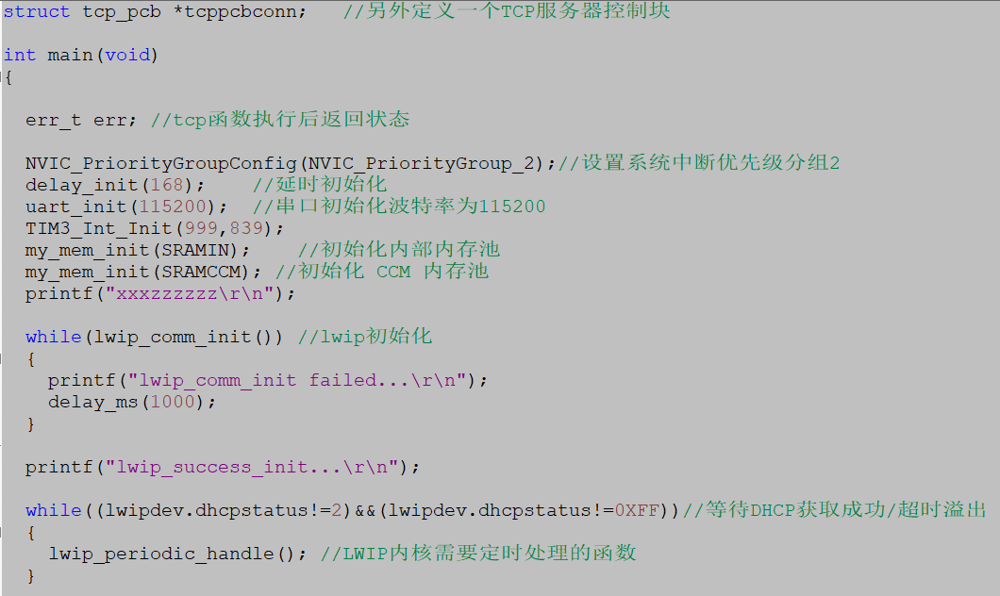 struct tcp_pcb *tcppcbconn;   //另外定义一个TCP服务器控制块
int main(void)
{
err_t err; //tcp函数执行后返回状态
NVIC_PriorityGroupConfig(NVIC_PriorityGroup_2);//设置系统中断优先级分组2
delay_init(168);    //延时初始化
uart_init(115200);  //串口初始化波特率为115200
TIM3_Int_Init(999,839);
my_mem_init(SRAMIN);    //初始化内部内存池
my_mem_init(SRAMCCM); //初始化 CCM 内存池
printf("xxxzzzzzz\r\n");
while(lwip_comm_init()) //lwip初始化
{
printf("lwip_comm_init failed...\r\n");
delay_ms(1000);
}
printf("lwip_success_init...\r\n");
while((lwipdev.dhcpstatus!=2)&&(lwipdev.dhcpstatus!=0XFF))//等待DHCP获取成功/超时溢出
{
lwip_periodic_handle(); //LWIP内核需要定时处理的函数
}